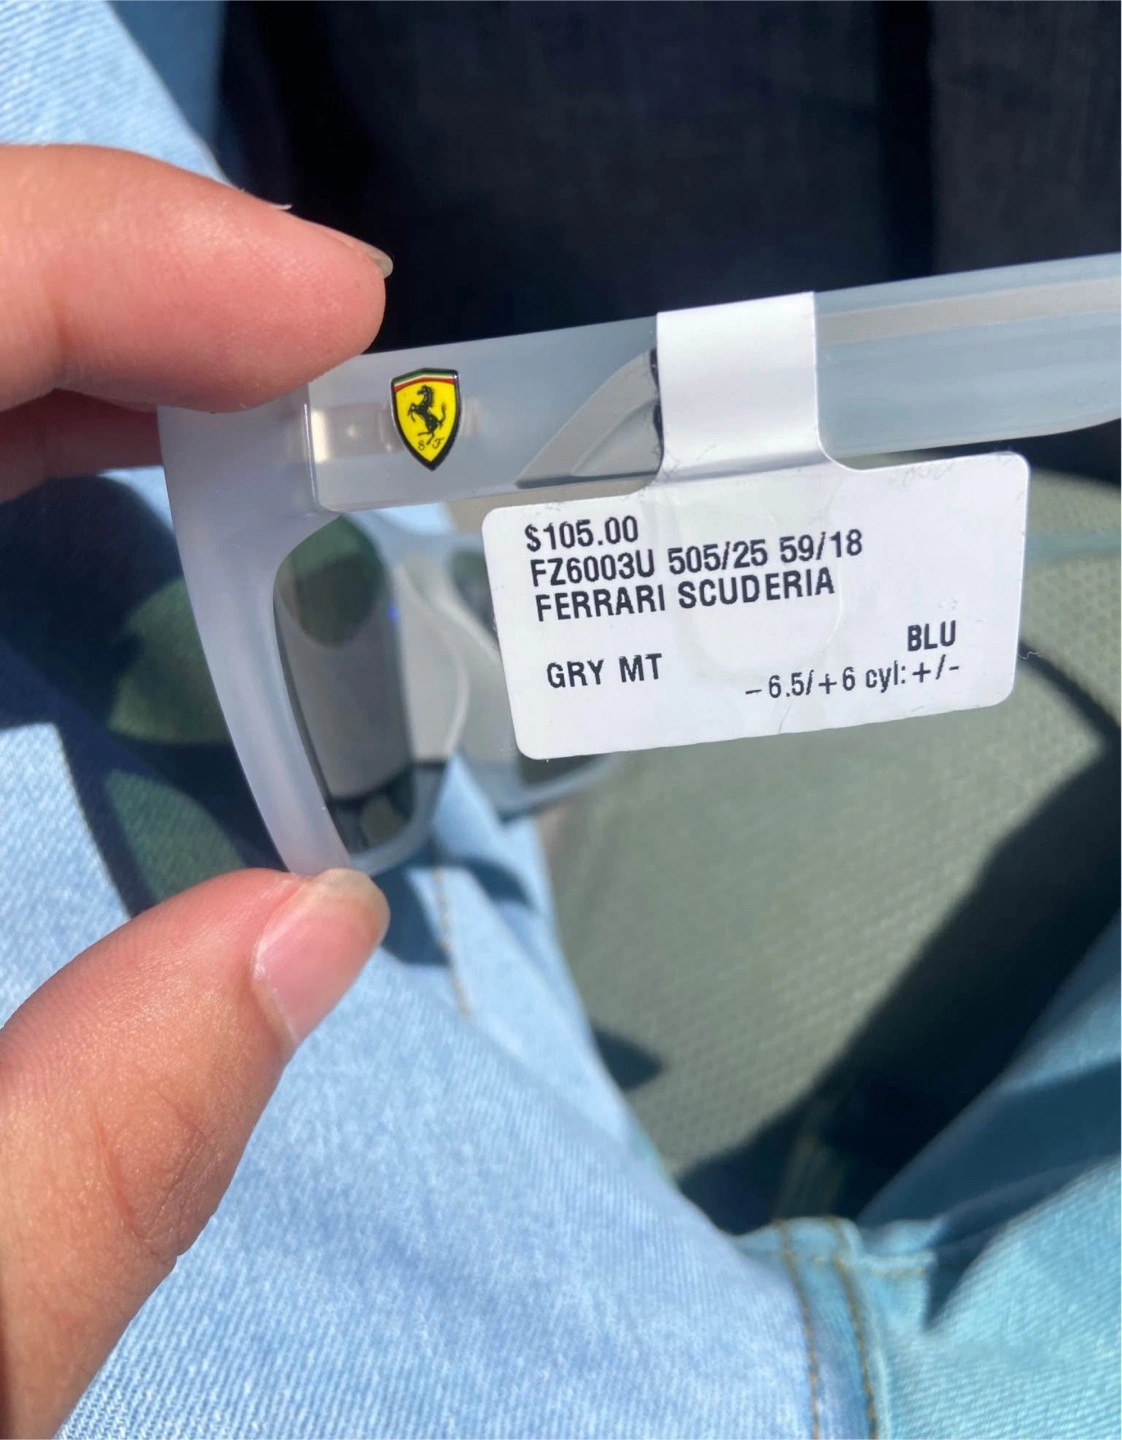 S F
$105.00
FZ6003U 505/25 59/18
FERRARI SCUDERIA
BLU
GRY MT
-6.5/+6 cyl:+/-